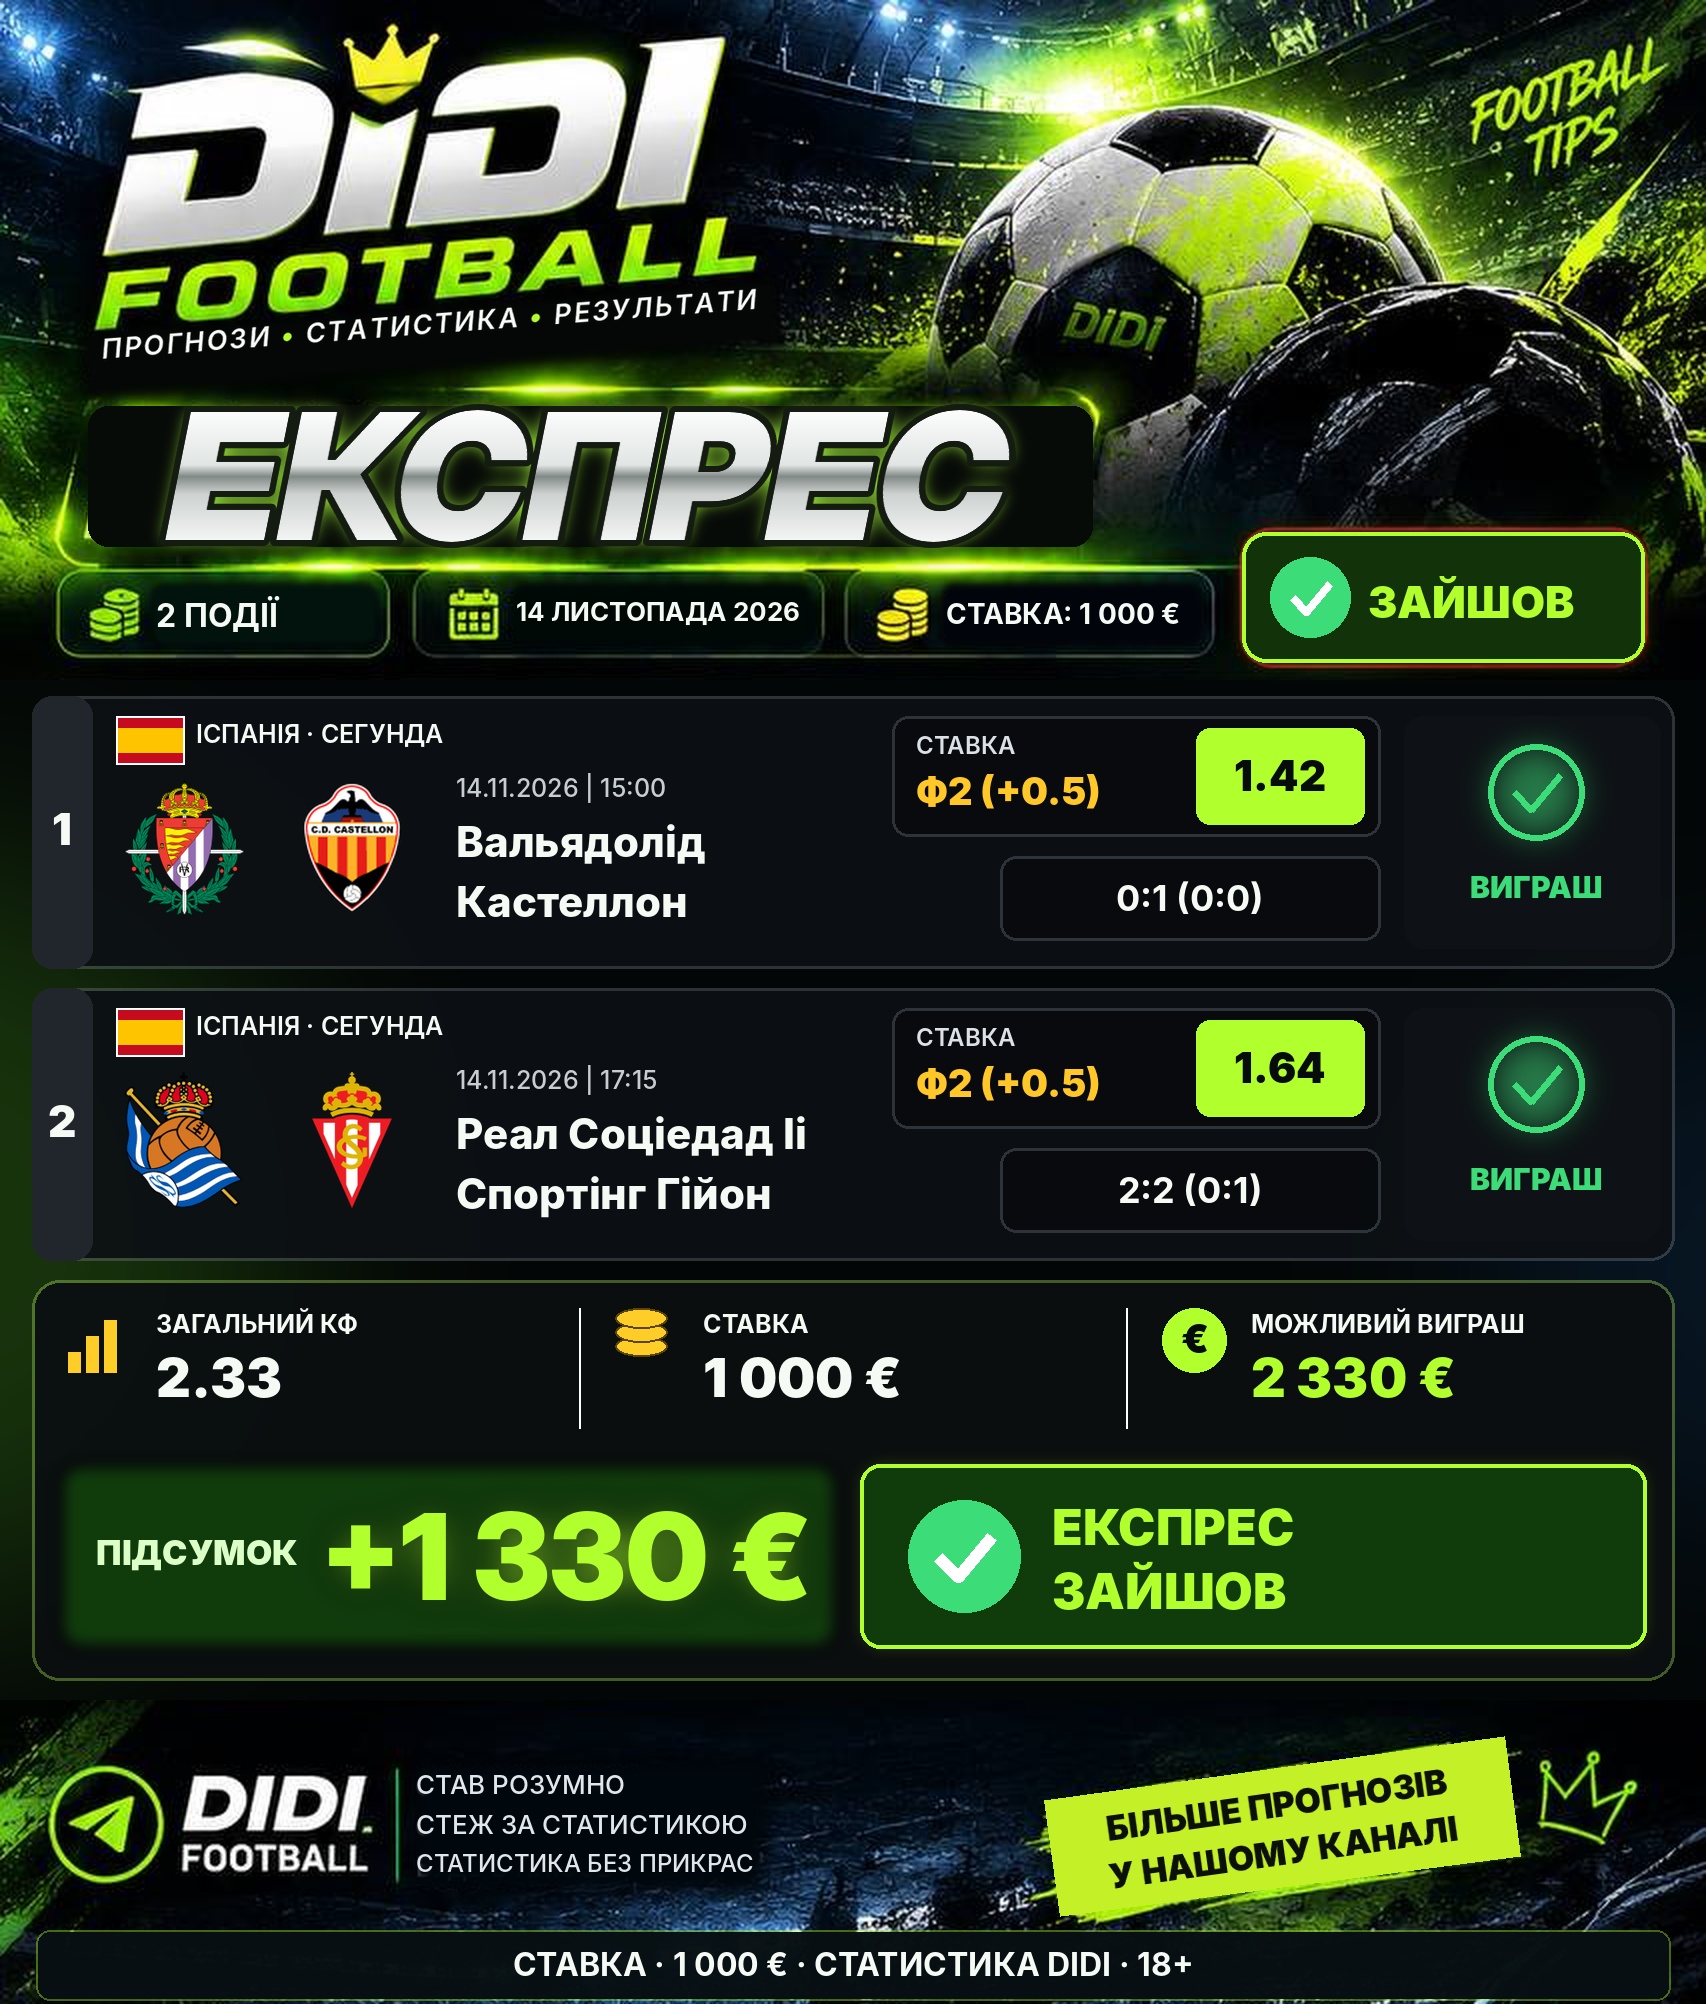 DIDI
FOOTBALL
ПРОГНОЗИ • СТАТИСТИКА • РЕЗУЛЬТАТИ
FOOTBALL
TIPS
DIDI
ЕКСПРЕС
2 ПОДІЇ
14 ЛИСТОПАДА 2026
СТАВКА: 1 000 €
ЗАЙШОВ
1
ІСПАНІЯ · СЕГУНДА
C.D. CASTELLON
14.11.2026 | 15:00
Вальядолід
Кастеллон
СТАВКА
Ф2 (+0.5)
1.42
0:1 (0:0)
ВИГРАШ
2
ІСПАНІЯ · СЕГУНДА
14.11.2026 | 17:15
Реал Соціедад Іі
Спортінг Гійон
СТАВКА
Ф2 (+0.5)
1.64
2:2 (0:1)
ВИГРАШ
ЗАГАЛЬНИЙ КФ
2.33
СТАВКА
1 000 €
€
МОЖЛИВИЙ ВИГРАШ
2 330 €
ПІДСУМОК
+1 330 €
ЕКСПРЕС
ЗАЙШОВ
DIDI.
FOOTBALL
СТАВ РОЗУМНО
СТЕЖ ЗА СТАТИСТИКОЮ
СТАТИСТИКА БЕЗ ПРИКРАС
БІЛЬШЕ ПРОГНОЗІВ
У НАШОМУ КАНАЛІ
СТАВКА · 1 000 € · СТАТИСТИКА DIDI · 18+